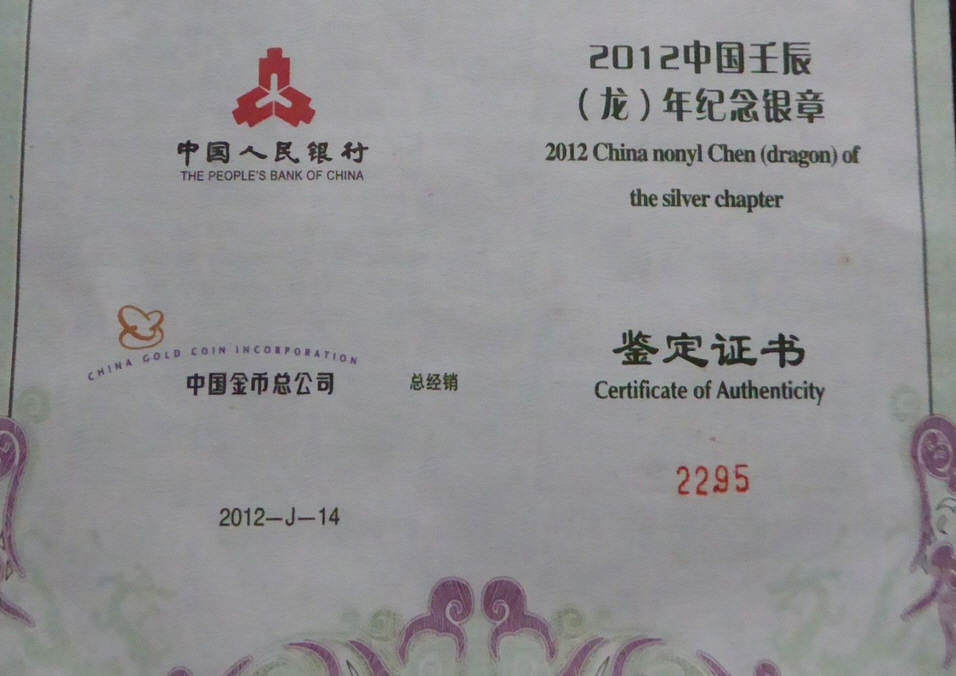 中国人民银行
THE PEOPLE'S BANK OF CHINA
2012中国壬辰
（龙）年纪念银章
2012 China nonyl Chen (dragon) of
the silver chapter
CHINA GOLD COIN INCORPORATION
中国金币总公司 总经销
2012-J-14
鉴定证书
Certificate of Authenticity
2295